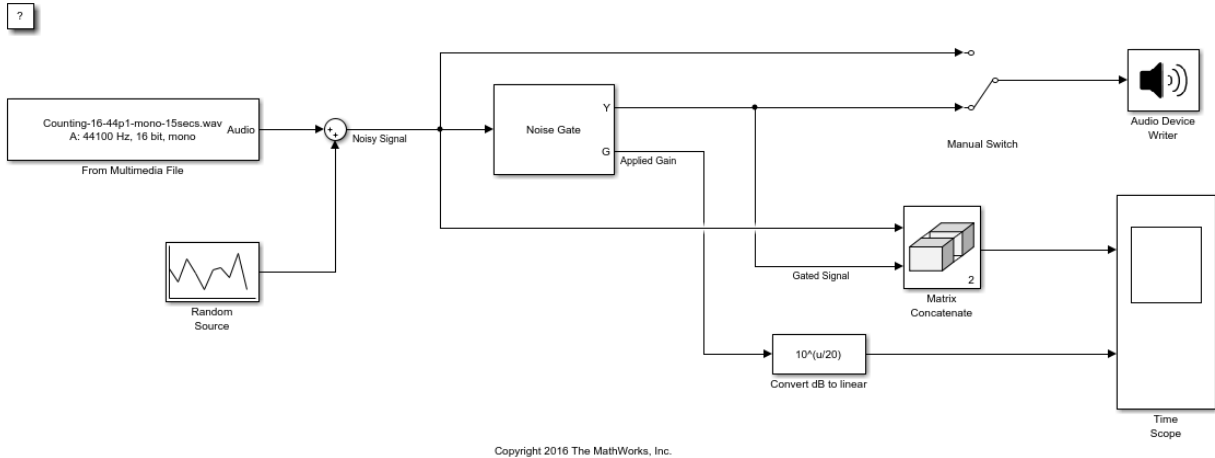 ?
Counting-16-44p1-mono-15secs.wav
A: 44100 Hz, 16 bit, mono
Audio
From Multimedia File
+
+
Noisy Signal
Noise Gate
Y
G
Applied Gain
Manual Switch
Audio Device
Writer
Random
Source
Gated Signal
2
Matrix
Concatenate
10^(u/20)
Convert dB to linear
Time
Scope
Copyright 2016 The MathWorks, Inc.